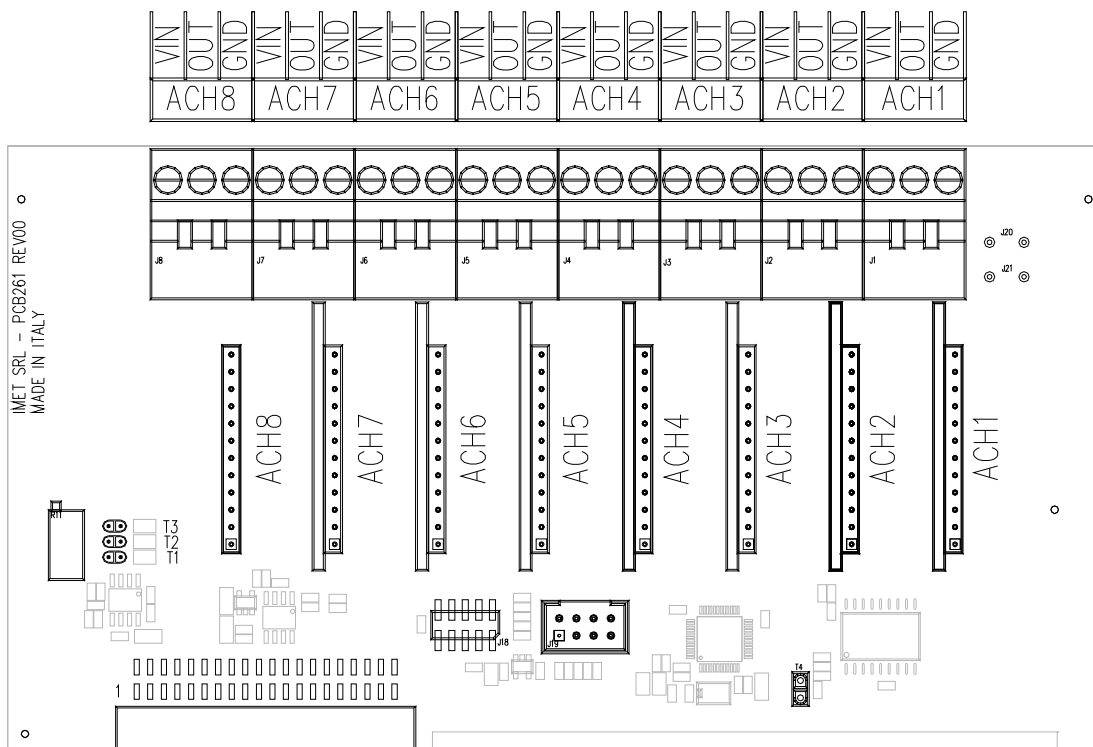 VIN OUT GND VIN OUT GND VIN OUT GND VIN OUT GND VIN OUT GND VIN OUT GND VIN OUT GND VIN OUT GND
ACH8 ACH7 ACH6 ACH5 ACH4 ACH3 ACH2 ACH1
IMET SRL - PCB261 REV00
MADE IN ITALY
J8 J7 J6 J5 J4 J3 J2 J1
J20
J21
ACH8 ACH7 ACH6 ACH5 ACH4 ACH3 ACH2 ACH1
R11
T3
T2
T1
J18
J19
T4
1